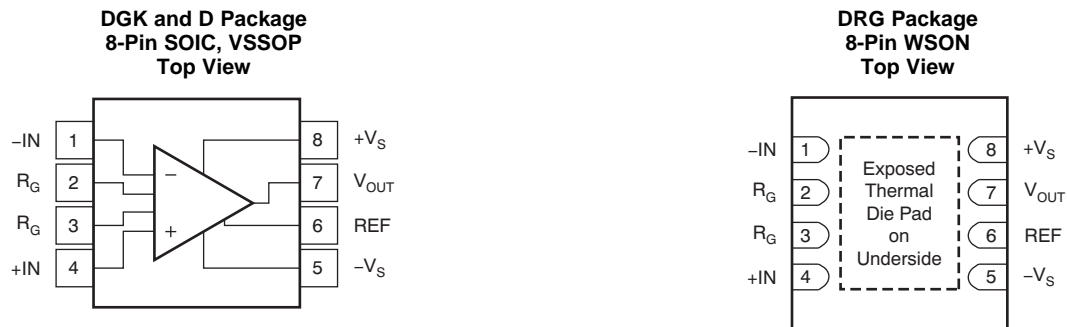 DGK and D Package
8-Pin SOIC, VSSOP
Top View
–IN 1 8 +VS
RG 2 7 VOUT
RG 3 6 REF
+IN 4 5 –VS
−
+
DRG Package
8-Pin WSON
Top View
–IN 1 8 +VS
RG 2 7 VOUT
RG 3 6 REF
+IN 4 5 –VS
Exposed
Thermal
Die Pad
on
Underside